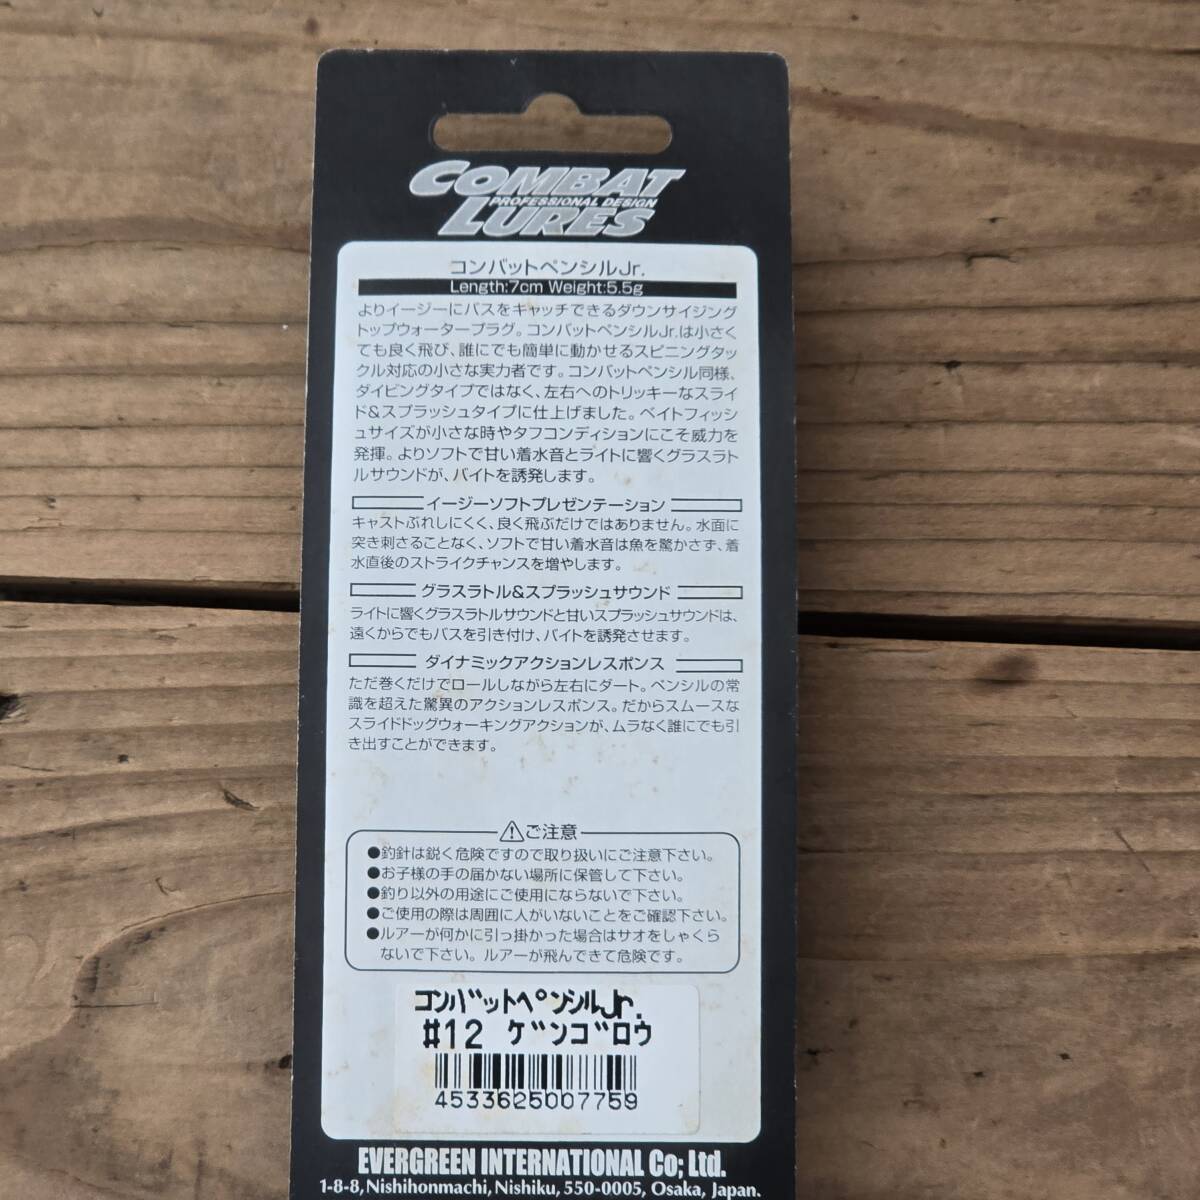 COMBAT
PROFESSIONAL DESIGN
LURES
コンバットペンシルJr.
Length:7cm Weight:5.5g
よりイージーにバスをキャッチできるダウンサイジング
トップウォータープラグ。コンバットペンシルJr.は小さく
ても良く飛び、誰にでも簡単に動かせるスピニングタッ
クル対応の小さな実力者です。コンバットペンシル同様、
ダイビングタイプではなく、左右へのトリッキーなスライ
ド&スプラッシュタイプに仕上げました。ベイトフィッシ
ュサイズが小さな時やタフコンディションにこそ威力を
発揮。よりソフトで甘い着水音とライトに響くグラスラト
ルサウンドが、バイトを誘発します。
イージーソフトプレゼンテーション
キャストぶれしにくく、良く飛ぶだけではありません。水面に
突き刺さることなく、ソフトで甘い着水音は魚を驚かさず、着
水直後のストライクチャンスを増やします。
グラスラトル&スプラッシュサウンド
ライトに響くグラスラトルサウンドと甘いスプラッシュサウンドは、
遠くからでもバスを引き付け、バイトを誘発させます。
ダイナミックアクションレスポンス
ただ巻くだけでロールしながら左右にダート。ペンシルの常
識を超えた驚異のアクションレスポンス。だからスムースな
スライドドッグウォーキングアクションが、ムラなく誰にでも引
き出すことができます。
⚠ご注意
●釣針は鋭く危険ですので取り扱いにご注意下さい。
●お子様の手の届かない場所に保管して下さい。
●釣り以外の用途にご使用にならないで下さい。
●ご使用の際は周囲に人がいないことをご確認下さい。
●ルアーが何かに引っ掛かった場合はサオをしゃくら
ないで下さい。ルアーが飛んできて危険です。
コンバットペンシルJr.
#12 ゲンゴロウ
4533625007759
EVERGREEN INTERNATIONAL Co; Ltd.
1-8-8, Nishihonmachi, Nishiku, 550-0005, Osaka, Japan.